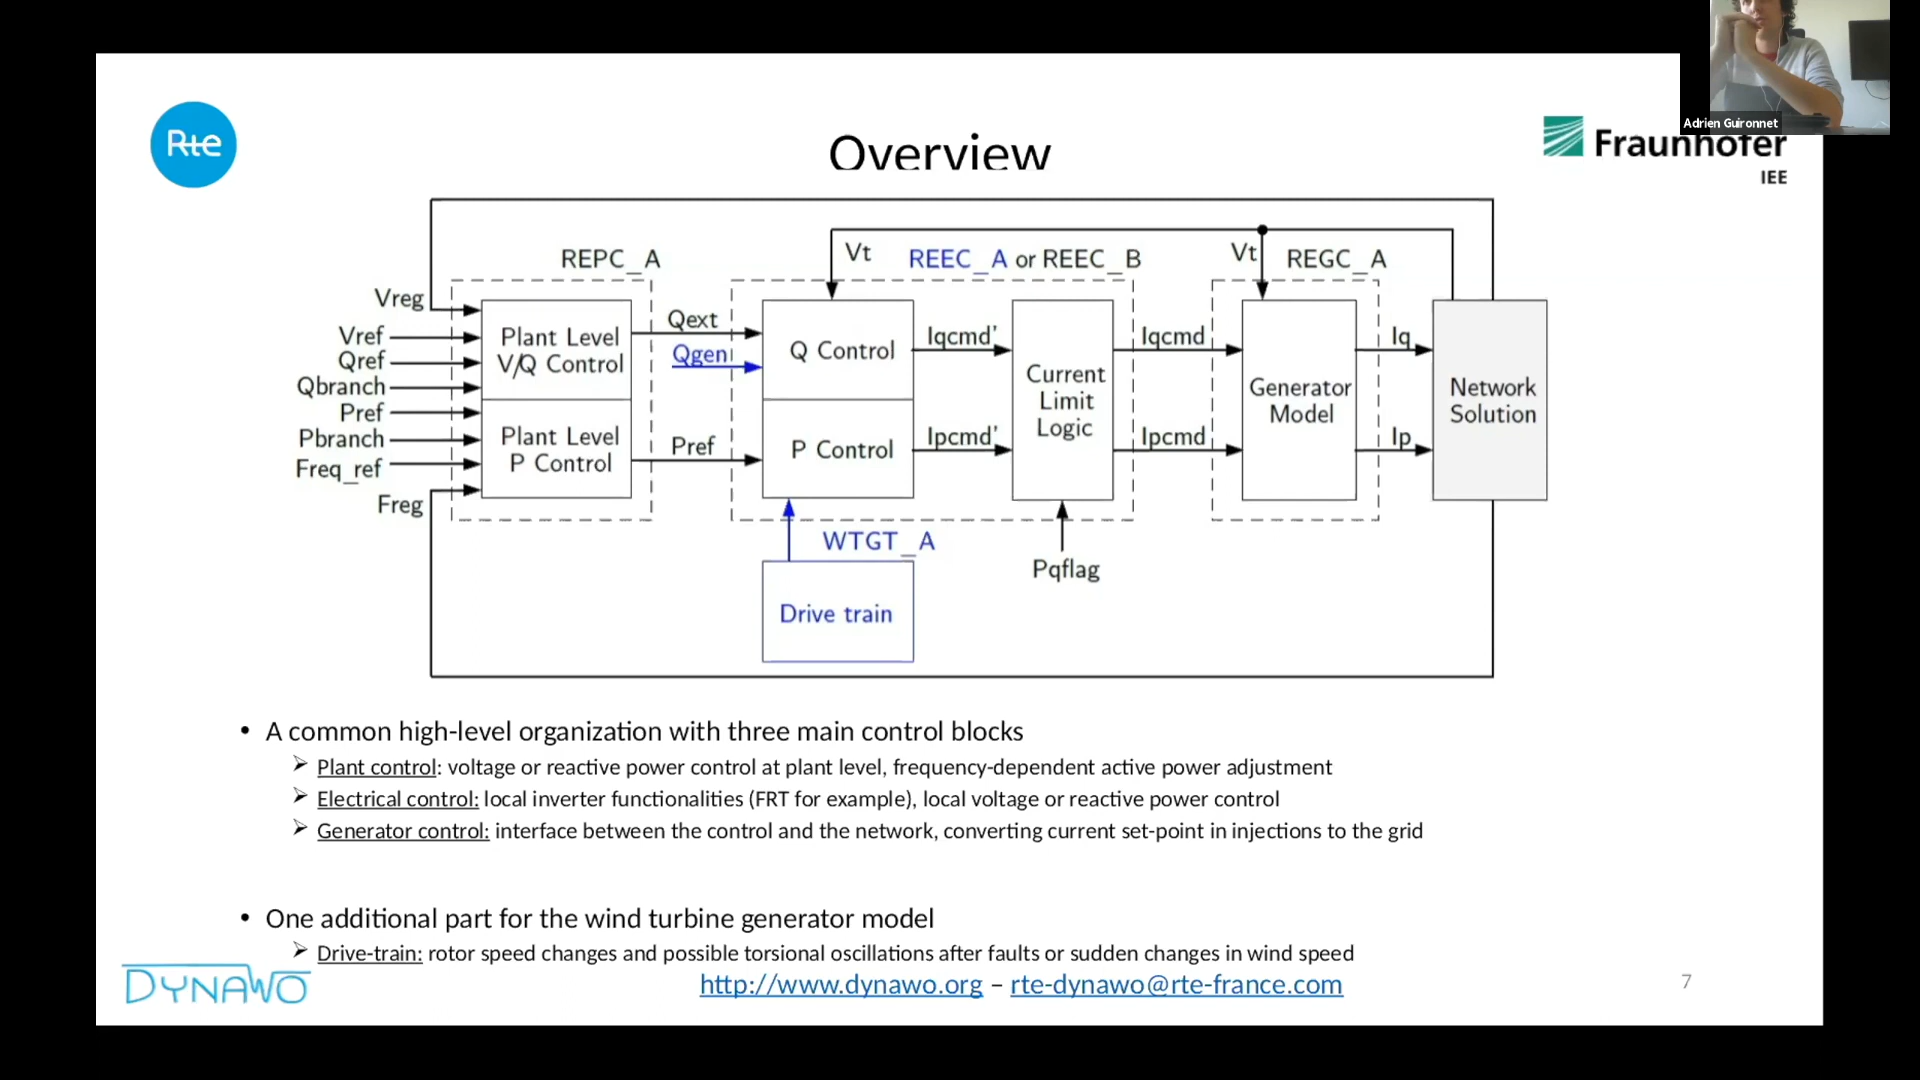 Adrien Guironnet
Rte
Overview
Fraunhofer
IEE
REPC_A
Vt
REEC_A or REEC_B
Vt
REGC_A
Vreg
Vref
Qref
Qbranch
Pref
Pbranch
Freq_ref
Freg
Plant Level
V/Q Control
Plant Level
P Control
Qext
Qgen
Pref
Q Control
P Control
Iqcmd'
Ipcmd'
Current
Limit
Logic
Iqcmd
Ipcmd
Generator
Model
Iq
Ip
Network
Solution
WTGT_A
Pqflag
Drive train
• A common high-level organization with three main control blocks
➢ Plant control: voltage or reactive power control at plant level, frequency-dependent active power adjustment
➢ Electrical control: local inverter functionalities (FRT for example), local voltage or reactive power control
➢ Generator control: interface between the control and the network, converting current set-point in injections to the grid
• One additional part for the wind turbine generator model
➢ Drive-train: rotor speed changes and possible torsional oscillations after faults or sudden changes in wind speed
DYNAWO
http://www.dynawo.org – rte-dynawo@rte-france.com
7